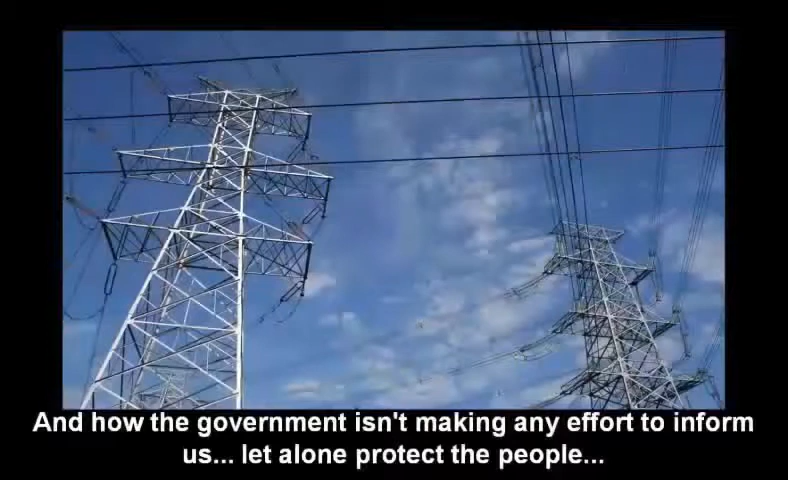 And how the government isn't making any effort to inform
us... let alone protect the people...